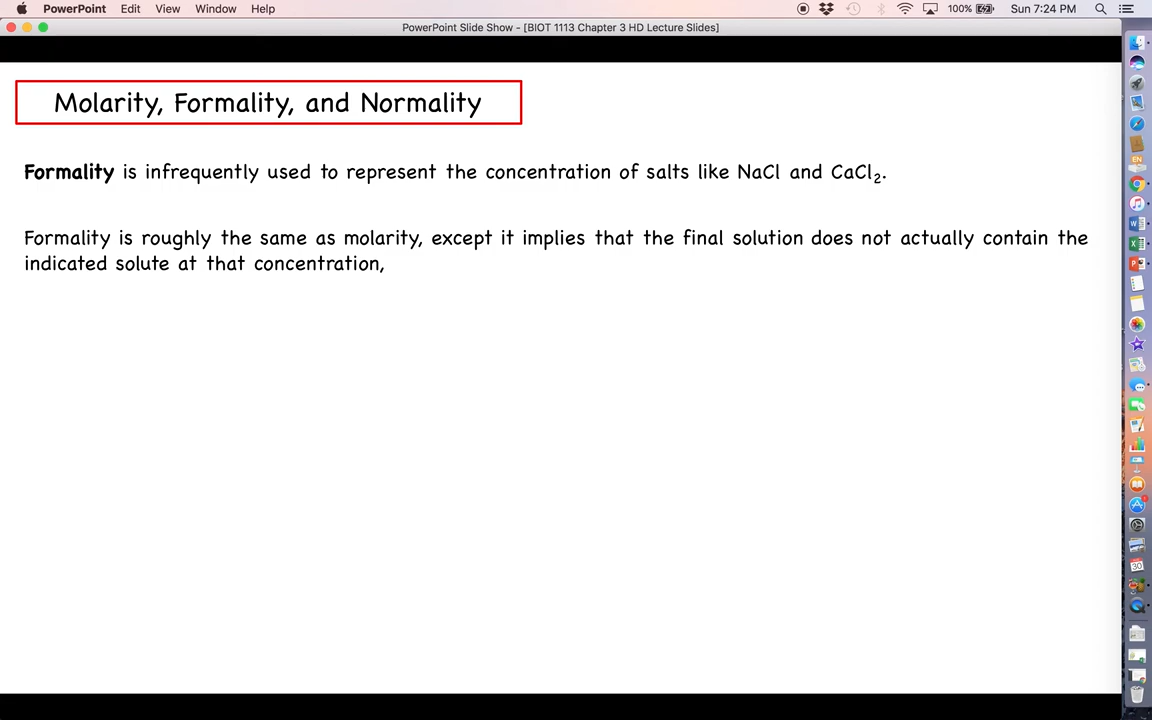 PowerPoint Edit View Window Help 100% Sun 7:24 PM
PowerPoint Slide Show - [BIOT 1113 Chapter 3 HD Lecture Slides]
Molarity, Formality, and Normality
Formality is infrequently used to represent the concentration of salts like NaCl and CaCl₂.
Formality is roughly the same as molarity, except it implies that the final solution does not actually contain the
indicated solute at that concentration,